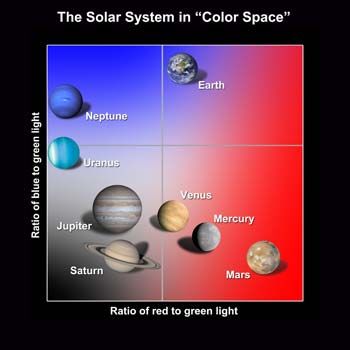 The Solar System in “Color Space”
Earth
Neptune
Uranus
Venus
Jupiter
Mercury
Saturn
Mars
Ratio of blue to green light
Ratio of red to green light